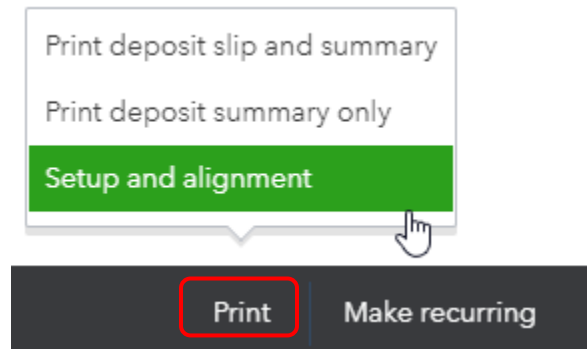 Print deposit slip and summary
Print deposit summary only
Setup and alignment
Print
Make recurring